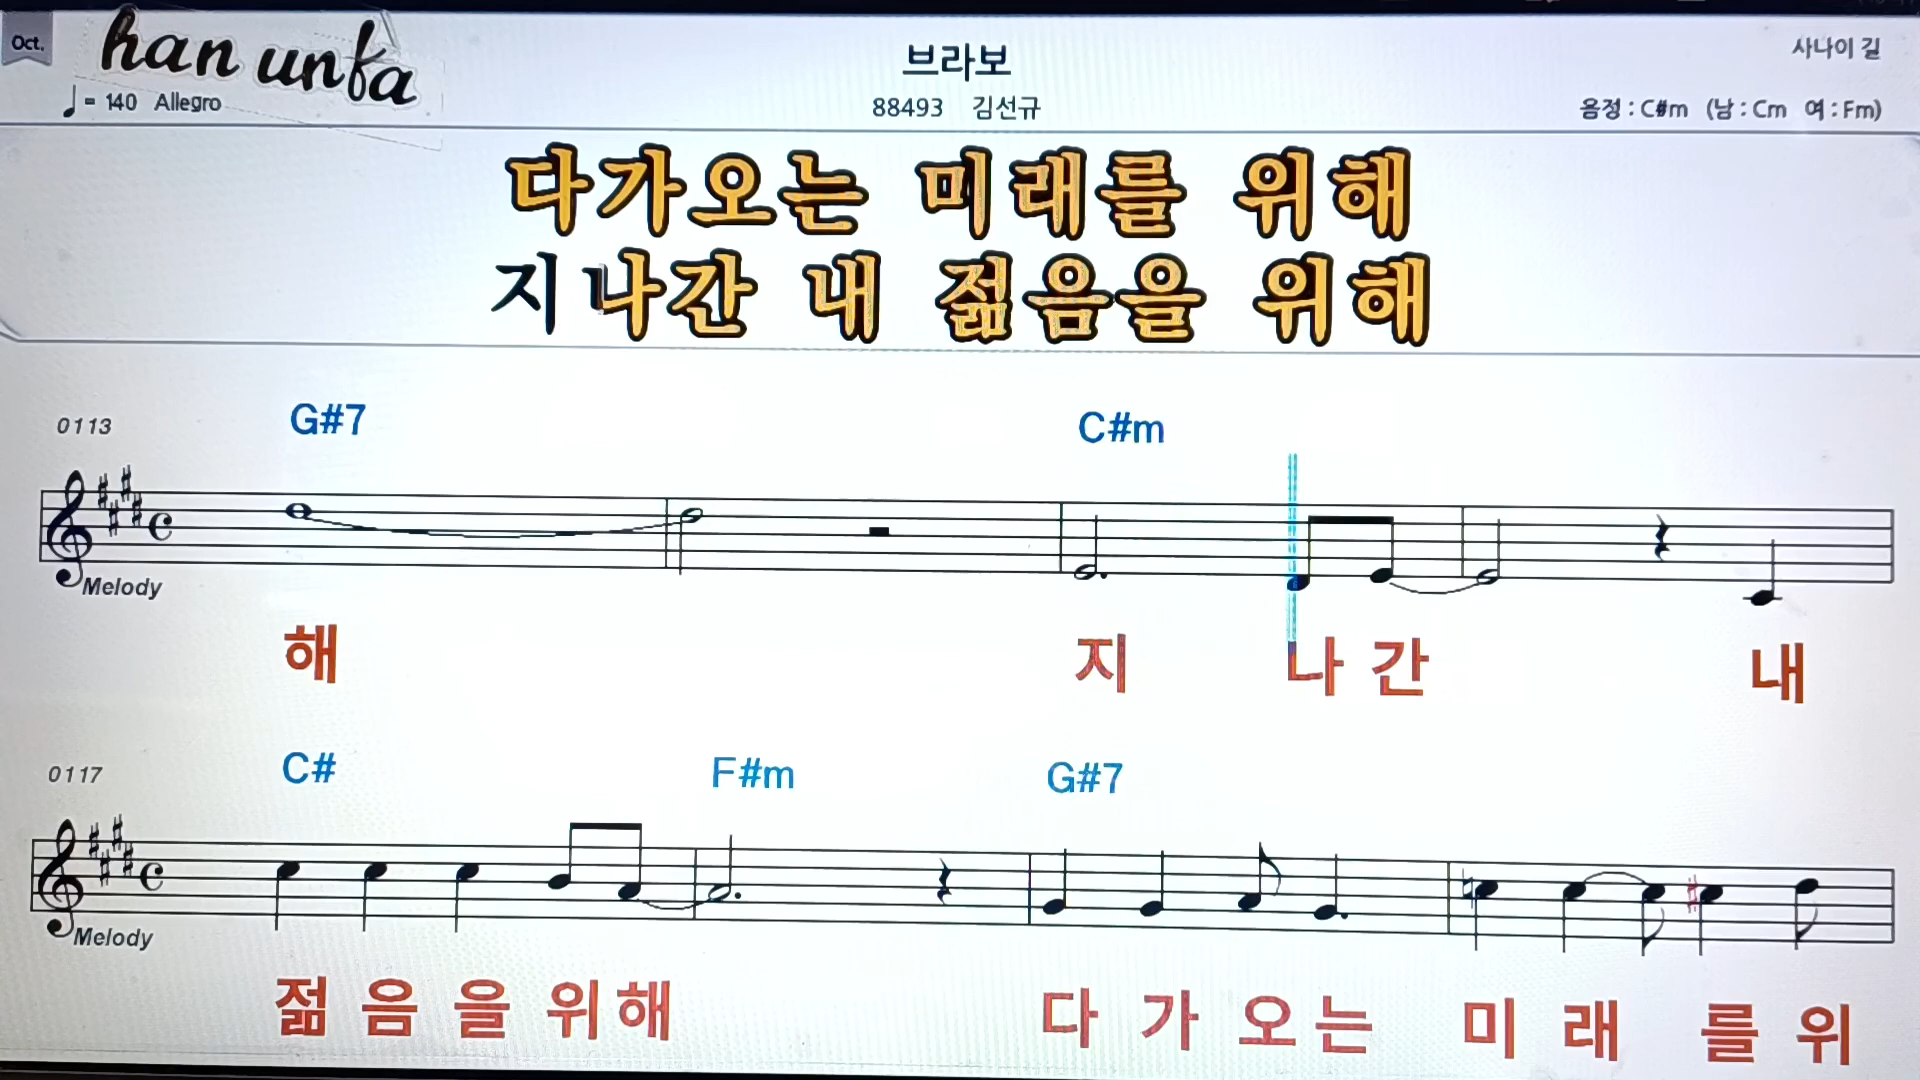 Oct.
han unfa
♩= 140 Allegro
브라보
88493 김선규
사나이 길
음정 : C#m (남 : Cm 여 : Fm)
다가오는 미래를 위해
지나간 내 젊음을 위해
0113
G#7 C#m
Melody
해 지 나 간 내
0117
C# F#m G#7
Melody
젊 음 을 위 해 다 가 오 는 미 래 를 위